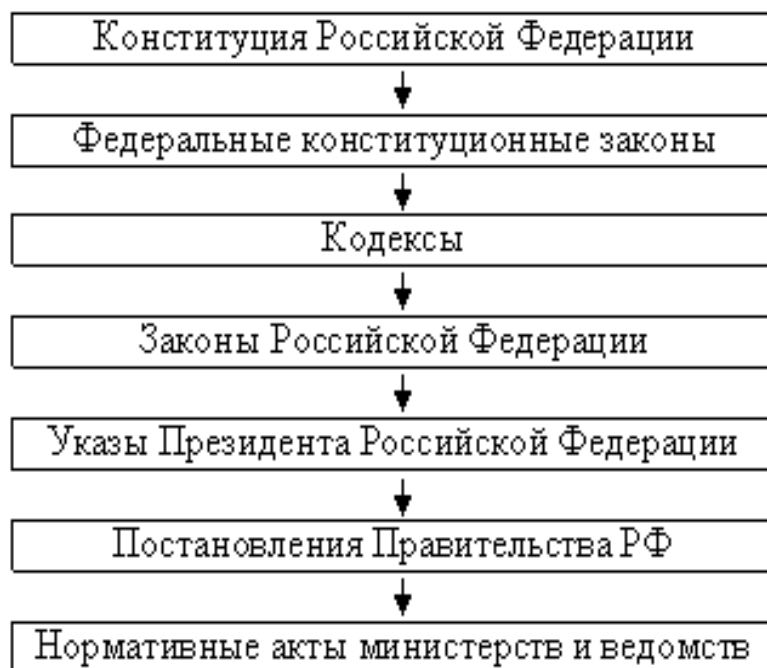 Конституция Российской Федерации
Федеральные конституционные законы
Кодексы
Законы Российской Федерации
Указы Президента Российской Федерации
Постановления Правительства РФ
Нормативные акты министерств и ведомств